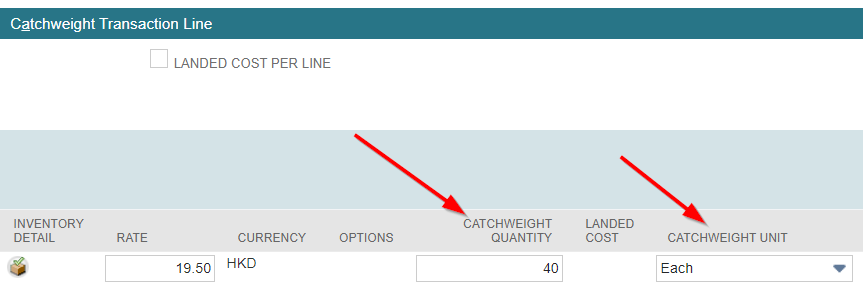 Catchweight Transaction Line
LANDED COST PER LINE
INVENTORY DETAIL RATE CURRENCY OPTIONS CATCHWEIGHT QUANTITY LANDED COST CATCHWEIGHT UNIT
19.50 HKD 40 Each